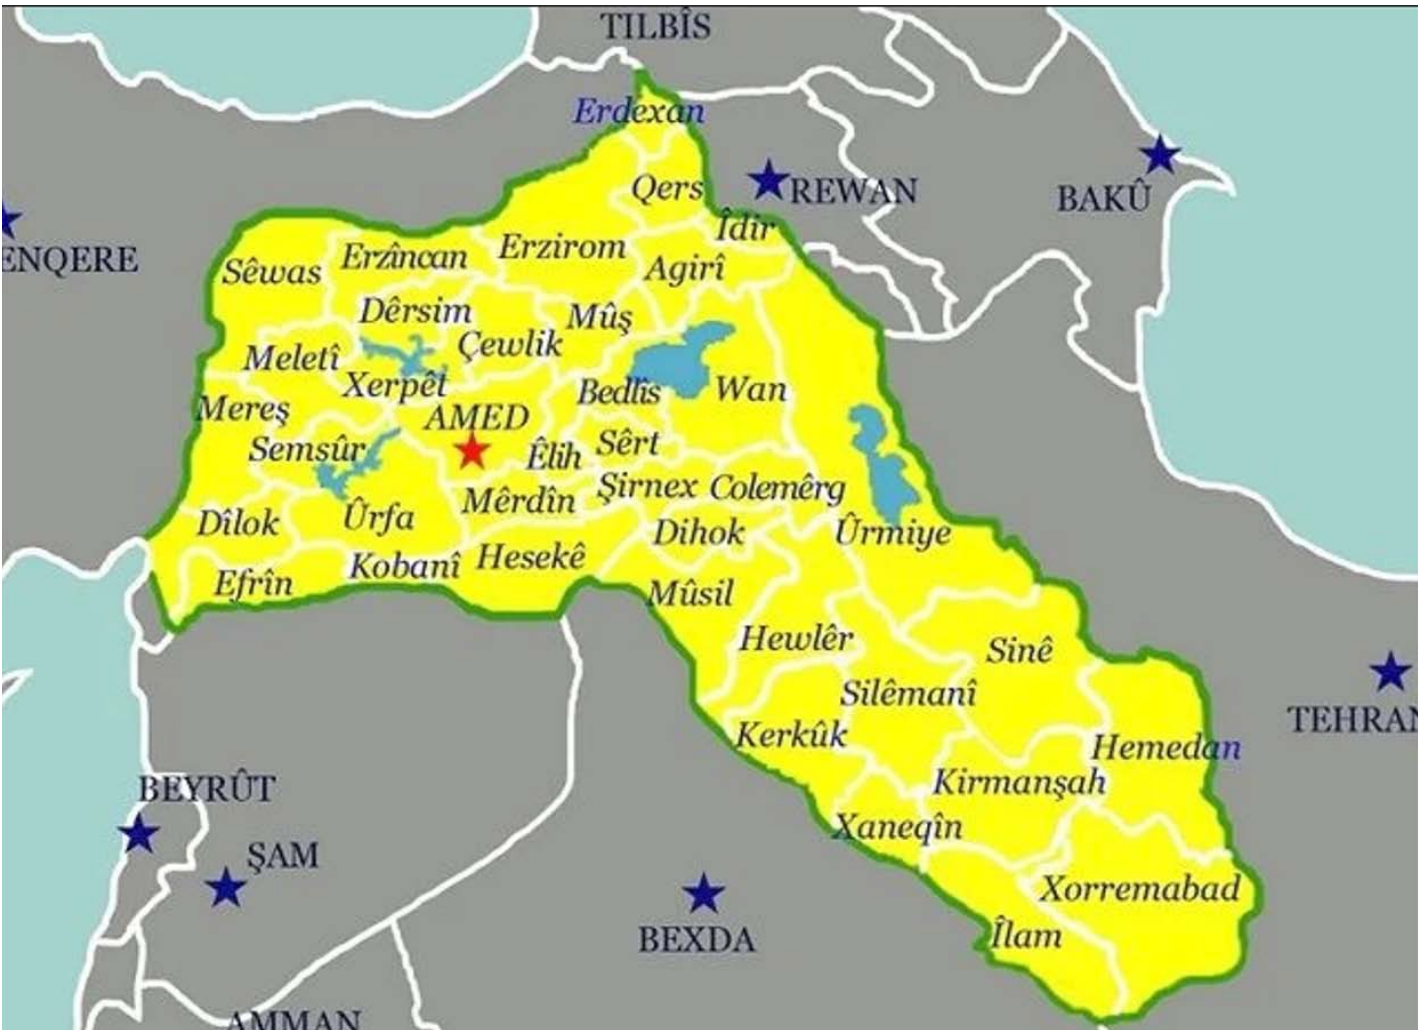 TILBÎS
Erdexan
Qers
REWAN
BAKÛ
ENQERE
Îdir
Sêwas
Erzîncan
Erzirom
Agirî
Dêrsim
Mûş
Meletî
Çewlik
Xerpêt
Bedlîs
Wan
Mereş
AMED
Semsûr
Êlih
Sêrt
Mêrdîn
Şirnex
Colemêrg
Dîlok
Ûrfa
Dihok
Ûrmiye
Efrîn
Kobanî
Hesekê
Mûsil
Hewlêr
Sinê
Silêmanî
Kerkûk
Hemedan
TEHRAN
Kirmanşah
BEYRÛT
Xaneqîn
ŞAM
Xorremabad
BEXDA
Îlam
AMMAN